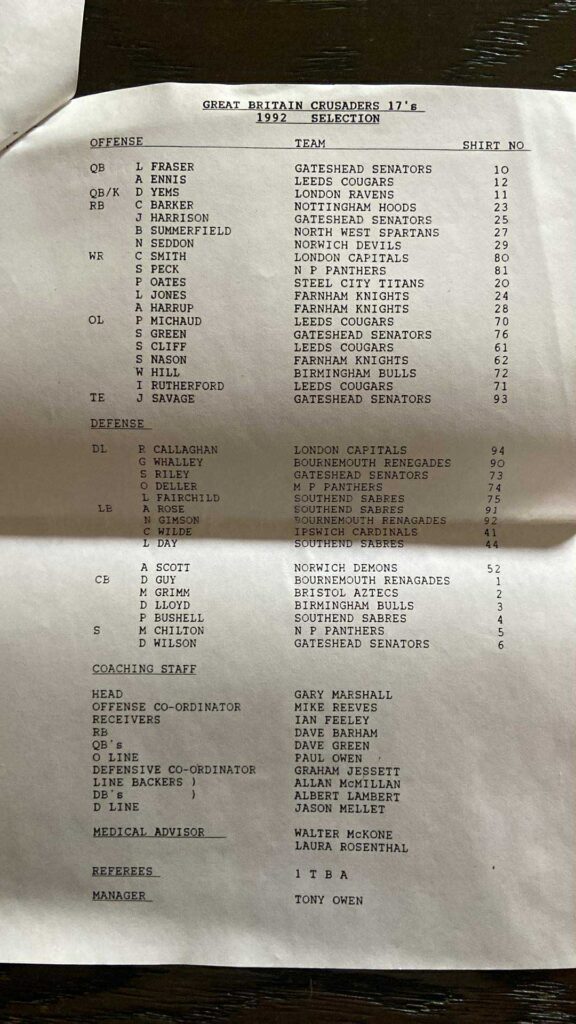 GREAT BRITAIN CRUSADERS 17's
1992 SELECTION
OFFENSE TEAM SHIRT NO
QB L FRASER GATESHEAD SENATORS 10
A ENNIS LEEDS COUGARS 12
QB/K D YEMS LONDON RAVENS 11
RB C BARKER NOTTINGHAM HOODS 23
J HARRISON GATESHEAD SENATORS 25
B SUMMERFIELD NORTH WEST SPARTANS 27
N SEDDON NORWICH DEVILS 29
WR C SMITH LONDON CAPITALS 80
S PECK N P PANTHERS 81
P OATES STEEL CITY TITANS 20
L JONES FARNHAM KNIGHTS 24
A HARRUP FARNHAM KNIGHTS 28
OL P MICHAUD LEEDS COUGARS 70
S GREEN GATESHEAD SENATORS 76
S CLIFF LEEDS COUGARS 61
S NASON FARNHAM KNIGHTS 62
W HILL BIRMINGHAM BULLS 72
I RUTHERFORD LEEDS COUGARS 71
TE J SAVAGE GATESHEAD SENATORS 93
DEFENSE
DL R CALLAGHAN LONDON CAPITALS 94
G WHALLEY BOURNEMOUTH RENEGADES 90
S RILEY GATESHEAD SENATORS 73
O DELLER M P PANTHERS 74
L FAIRCHILD SOUTHEND SABRES 75
LB A ROSE SOUTHEND SABRES 91
N GIMSON BOURNEMOUTH RENAGADES 92
C WILDE IPSWICH CARDINALS 41
L DAY SOUTHEND SABRES 44
A SCOTT NORWICH DEMONS 52
CB D GUY BOURNEMOUTH RENAGADES 1
M GRIMM BRISTOL AZTECS 2
D LLOYD BIRMINGHAM BULLS 3
P BUSHELL SOUTHEND SABRES 4
S M CHILTON N P PANTHERS 5
D WILSON GATESHEAD SENATORS 6
COACHING STAFF
HEAD GARY MARSHALL
OFFENSE CO-ORDINATOR MIKE REEVES
RECEIVERS IAN FEELEY
RB DAVE BARHAM
QB's DAVE GREEN
O LINE PAUL OWEN
DEFENSIVE CO-ORDINATOR GRAHAM JESSETT
LINE BACKERS ) ALLAN McMILLAN
DB's ) ALBERT LAMBERT
D LINE JASON MELLET
MEDICAL ADVISOR WALTER McKONE
LAURA ROSENTHAL
REFEREES 1 T B A
MANAGER TONY OWEN